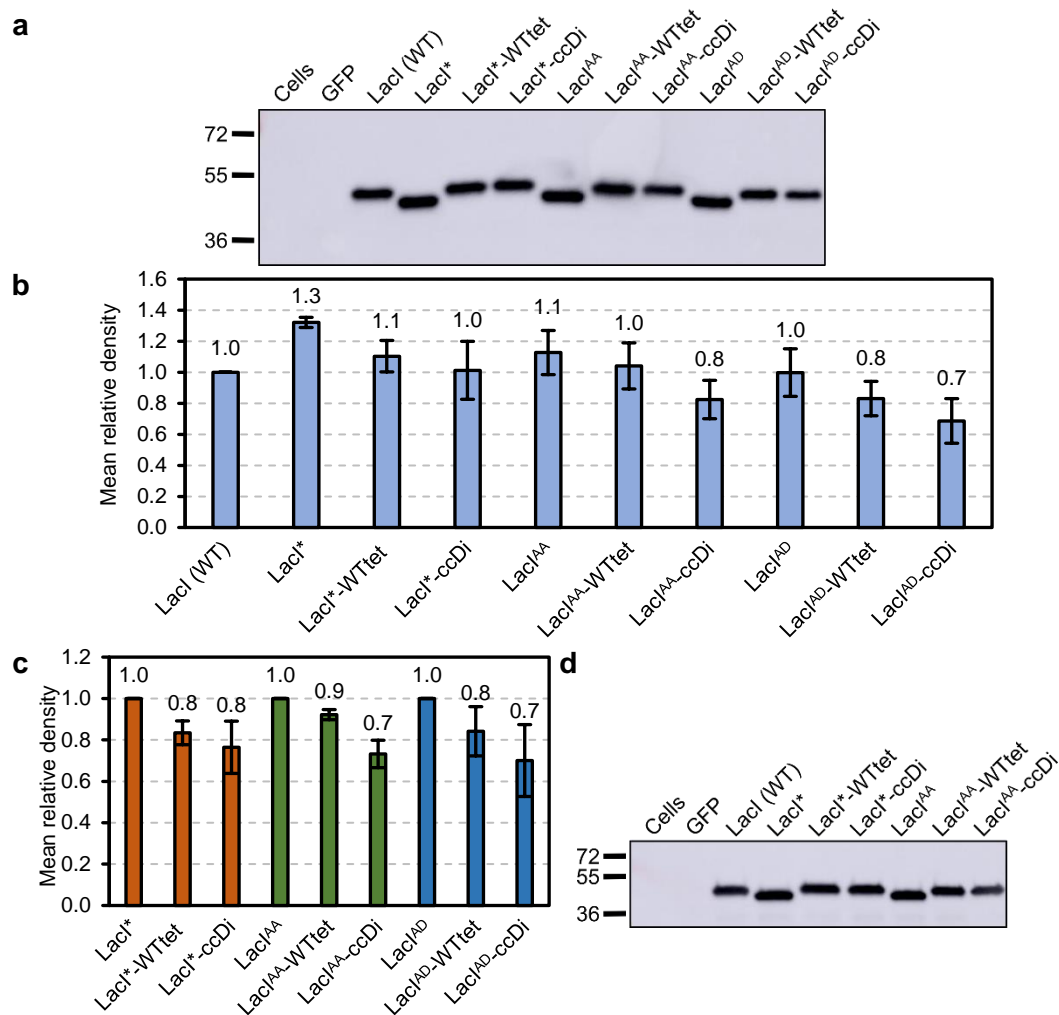 a
Cells GFP LacI (WT) LacI* LacI*-WTtet LacI*-ccDi LacI^AA LacI^AA-WTtet LacI^AA-ccDi LacI^AD LacI^AD-WTtet LacI^AD-ccDi
72
55
36
b
Mean relative density
1.6
1.4
1.2
1.0
0.8
0.6
0.4
0.2
0.0
1.0 1.3 1.1 1.0 1.1 1.0 0.8 1.0 0.8 0.7
LacI (WT) LacI* LacI*-WTtet LacI*-ccDi LacI^AA LacI^AA-WTtet LacI^AA-ccDi LacI^AD LacI^AD-WTtet LacI^AD-ccDi
c
Mean relative density
1.2
1.0
0.8
0.6
0.4
0.2
0.0
1.0 0.8 0.8 1.0 0.9 0.7 1.0 0.8 0.7
LacI* LacI*-WTtet LacI*-ccDi LacI^AA LacI^AA-WTtet LacI^AA-ccDi LacI^AD LacI^AD-WTtet LacI^AD-ccDi
d
Cells GFP LacI (WT) LacI* LacI*-WTtet LacI*-ccDi LacI^AA LacI^AA-WTtet LacI^AA-ccDi
72
55
36